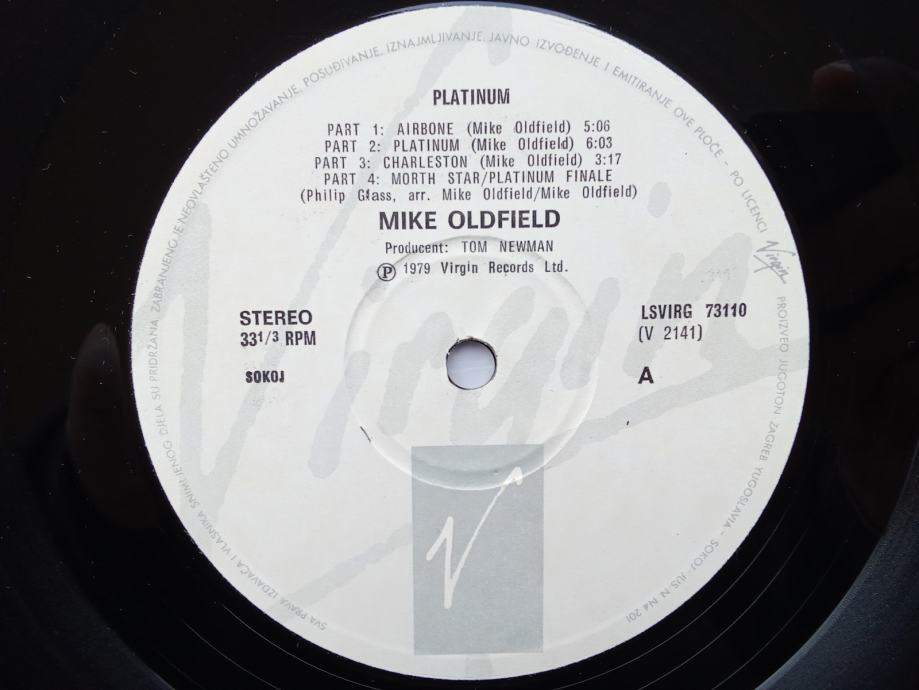 PLATINUM
PART 1: AIRBONE (Mike Oldfield) 5:06
PART 2: PLATINUM (Mike Oldfield) 6:03
PART 3: CHARLESTON (Mike Oldfield) 3:17
PART 4: MORTH STAR/PLATINUM FINALE
(Philip Glass, arr. Mike Oldfield/Mike Oldfield)
MIKE OLDFIELD
Producent: TOM NEWMAN
Ⓟ 1979 Virgin Records Ltd.
STEREO
33 1/3 RPM
SOKOJ
LSVIRG 73110
(V 2141)
A
Virgin
V
SVA PRAVA IZDAVAČA I VLASNIKA SNIMLJENOG DJELA SU PRIDRŽANA. ZABRANJENO JE NEOVLAŠTENO UMNOŽAVANJE, POSUĐIVANJE, IZNAJMLJIVANJE, JAVNO IZVOĐENJE I EMITIRANJE OVE PLOČE - PO LICENCI Virgin PROIZVEO JUGOTON ZAGREB YUGOSLAVIA - SOKOJ JUS N N4 201